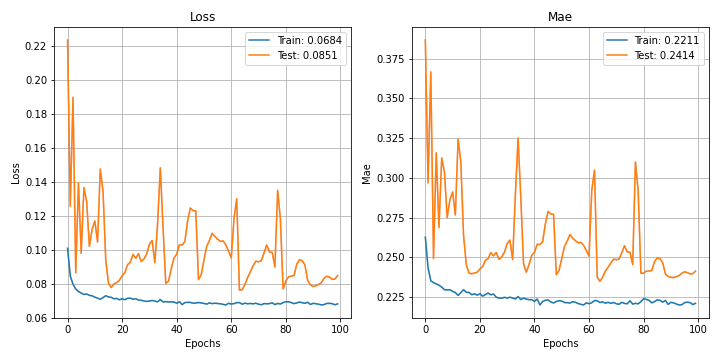 Loss
Train: 0.0684
Test: 0.0851
0.22
0.20
0.18
0.16
0.14
0.12
0.10
0.08
0.06
Loss
0 20 40 60 80 100
Epochs
Mae
Train: 0.2211
Test: 0.2414
0.375
0.350
0.325
0.300
0.275
0.250
0.225
Mae
0 20 40 60 80 100
Epochs